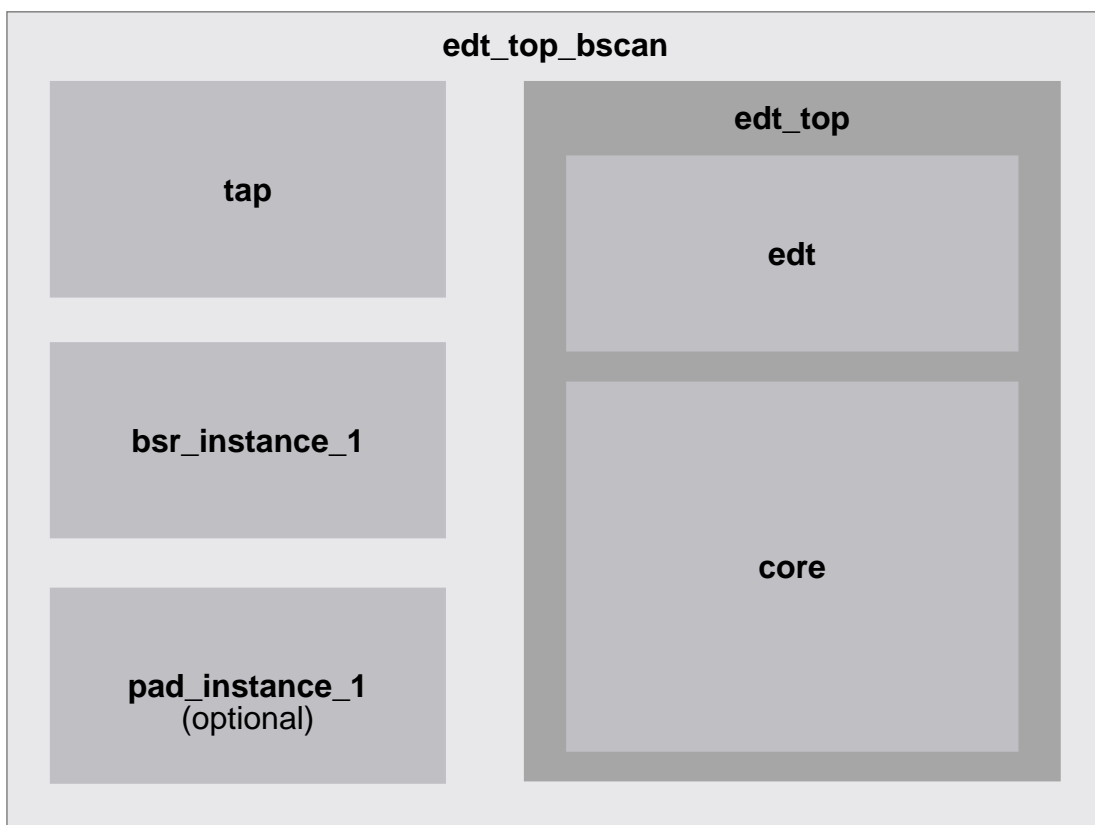 edt_top_bscan
tap
bsr_instance_1
pad_instance_1
(optional)
edt_top
edt
core